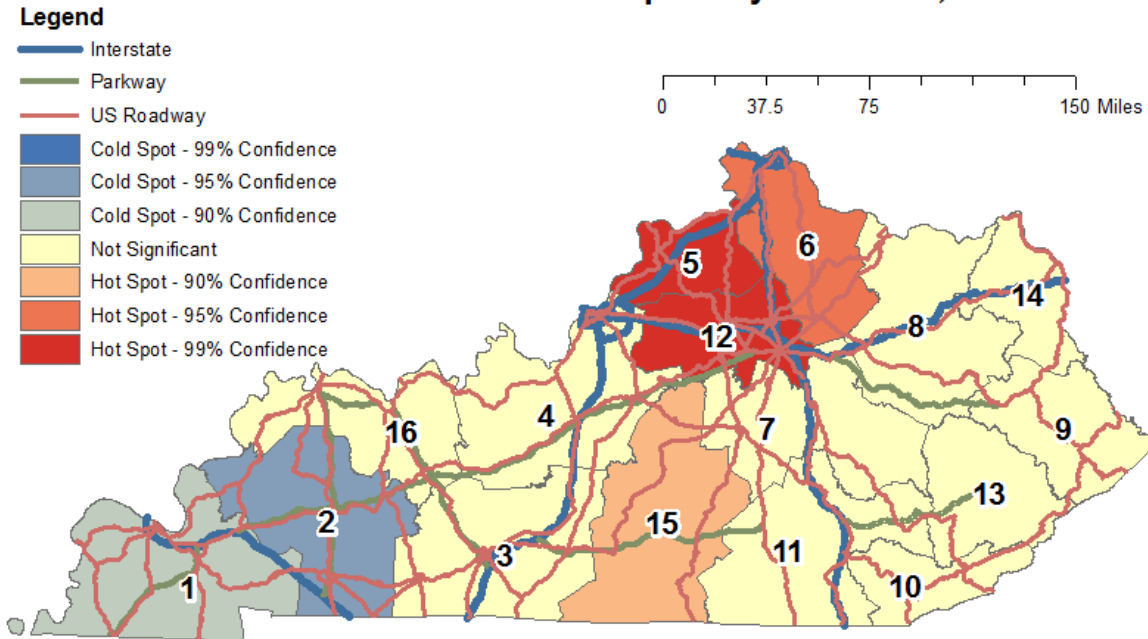 Legend
Interstate
Parkway
US Roadway
Cold Spot - 99% Confidence
Cold Spot - 95% Confidence
Cold Spot - 90% Confidence
Not Significant
Hot Spot - 90% Confidence
Hot Spot - 95% Confidence
Hot Spot - 99% Confidence
0 37.5 75 150 Miles
6
5
14
8
12
4
7
9
16
13
2
15
3
11
1
10